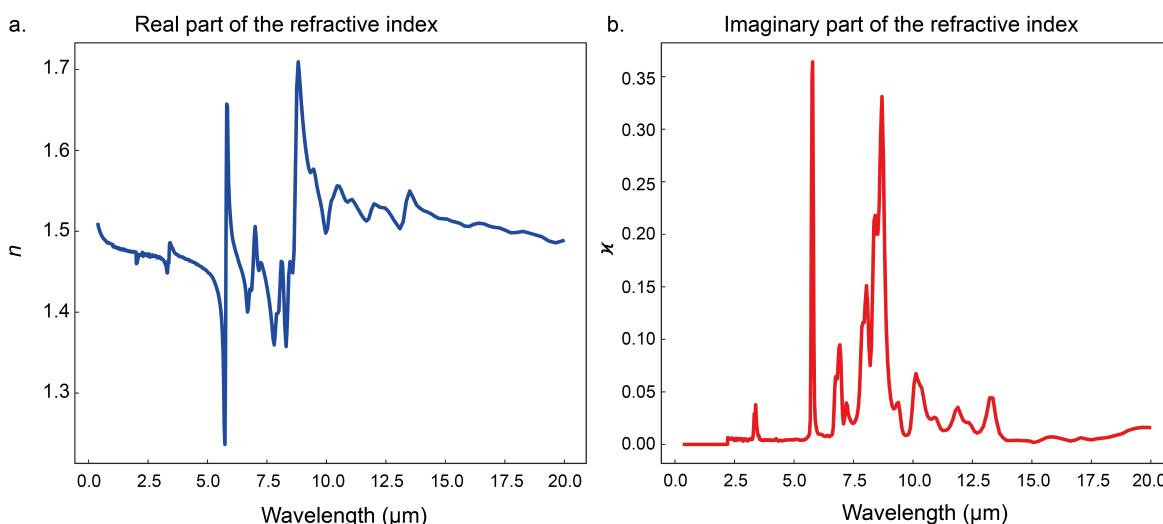 a. Real part of the refractive index
1.7
1.6
1.5
1.4
1.3
n
0.0 2.5 5.0 7.5 10.0 12.5 15.0 17.5 20.0
Wavelength (μm)
b. Imaginary part of the refractive index
0.35
0.30
0.25
0.20
0.15
0.10
0.05
0.00
ϰ
0.0 2.5 5.0 7.5 10.0 12.5 15.0 17.5 20.0
Wavelength (μm)